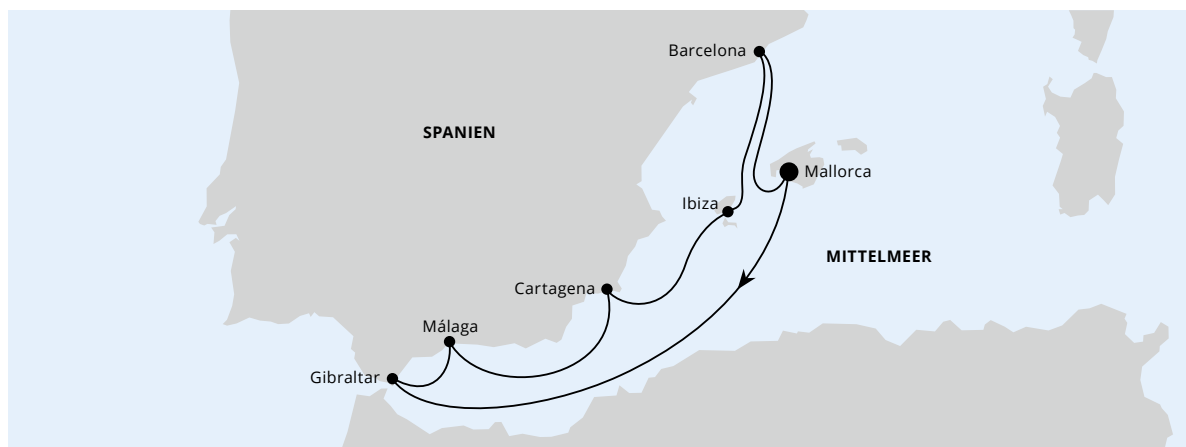 Barcelona
SPANIEN
Mallorca
Ibiza
MITTELMEER
Cartagena
Málaga
Gibraltar